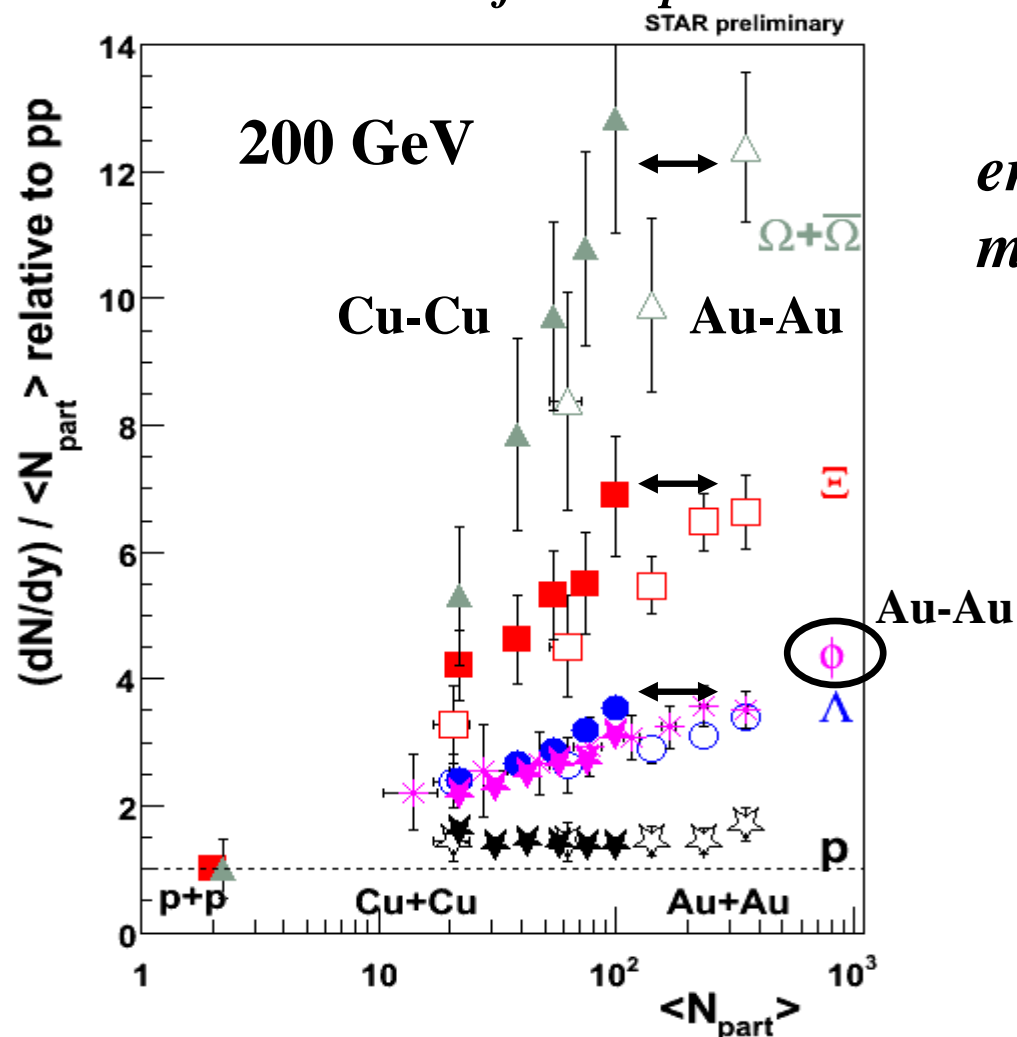 STAR preliminary
(dN/dy) / <N_part> relative to pp
14
12
10
8
6
4
2
0
200 GeV
Cu-Cu
Au-Au
Ω+Ω̅
Ξ
Au-Au
ϕ
Λ
p
p+p
Cu+Cu
Au+Au
1
10
10²
10³
<N_part>